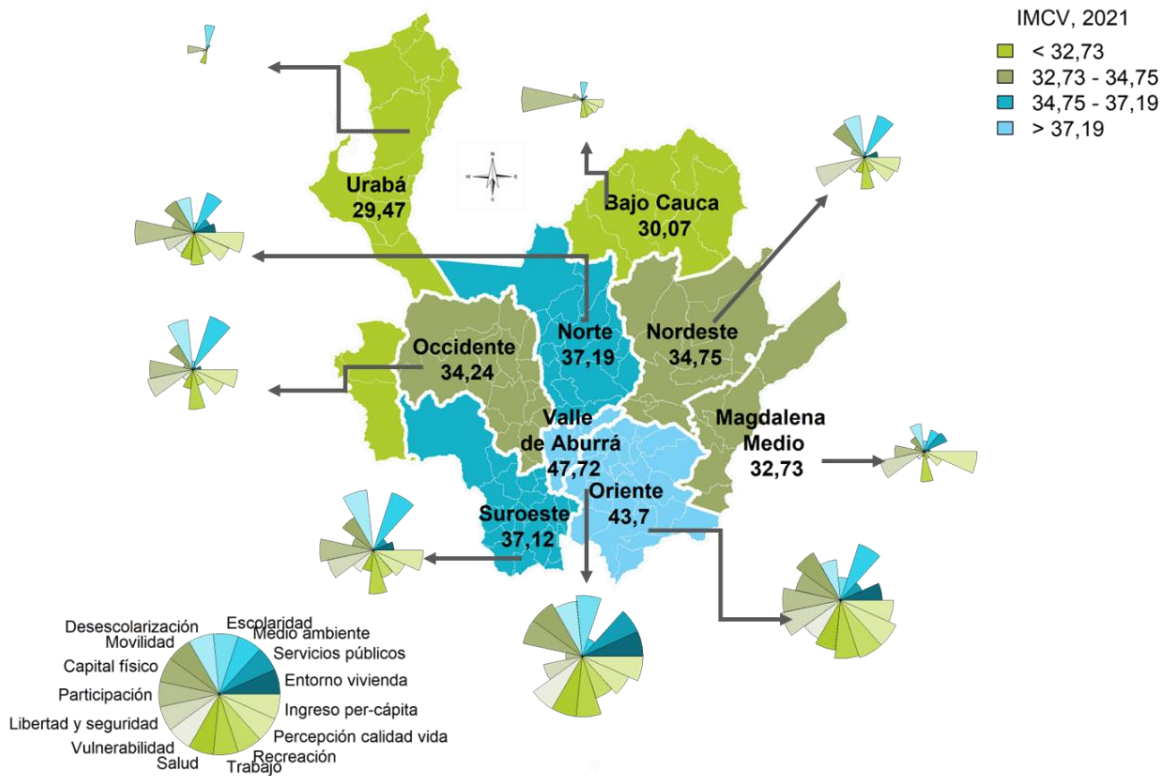 IMCV, 2021
< 32,73
32,73 - 34,75
34,75 - 37,19
> 37,19
Urabá
29,47
Bajo Cauca
30,07
Norte
37,19
Nordeste
34,75
Occidente
34,24
Valle
de Aburrá
47,72
Magdalena
Medio
32,73
Oriente
43,7
Suroeste
37,12
Desescolarización
Escolaridad
Movilidad
Medio ambiente
Capital físico
Servicios públicos
Participación
Entorno vivienda
Libertad y seguridad
Ingreso per-cápita
Vulnerabilidad
Percepción calidad vida
Salud
Recreación
Trabajo